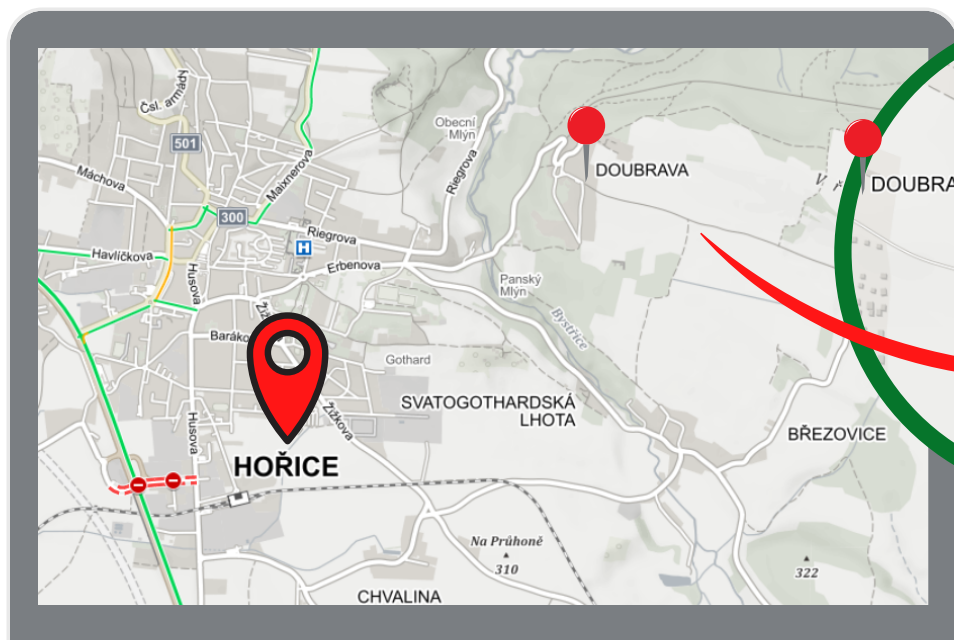 Čsl. armády
501
Obecní
Mlýn
Máchova
Maixnerova
Riegrova
DOUBRAVA
DOUBRA
300
Riegrova
H
Havlíčkova
Husova
Erbenova
Panský
Mlýn
Bystřice
Barák
Gothard
SVATOGOTHARDSKÁ
LHOTA
Žižkova
Husova
BŘEZOVICE
HOŘICE
Na Průhoně
310
322
CHVALINA